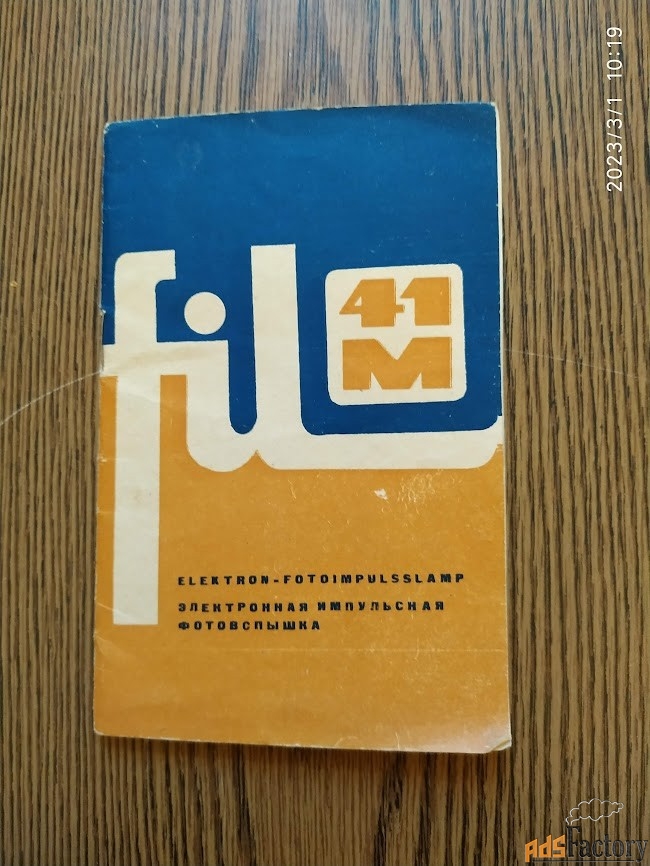 2023/3/1 10:19
fil
41
M
ELEKTRON-FOTOIMPULSSLAMP
ЭЛЕКТРОННАЯ ИМПУЛЬСНАЯ
ФОТОВСПЫШКА
AdsFactory